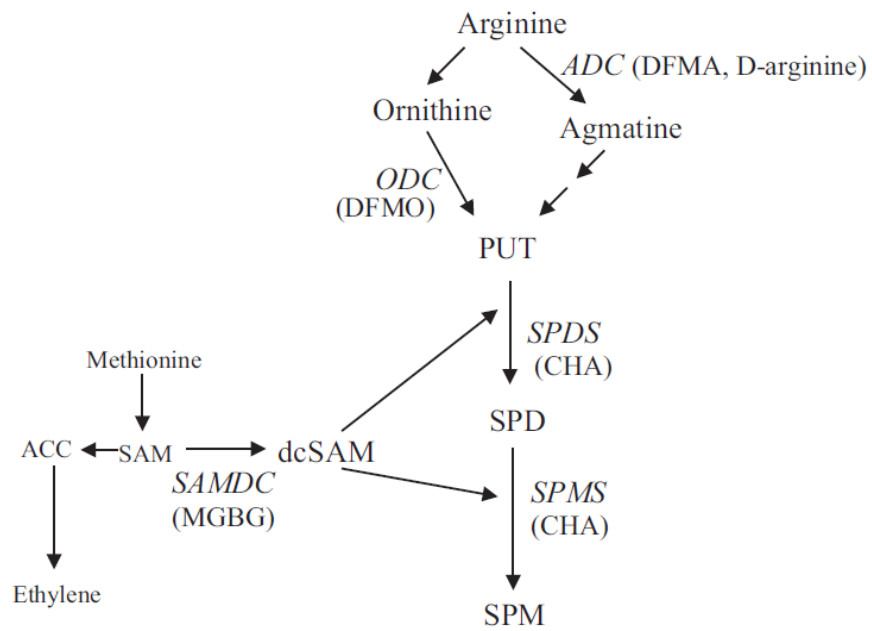 Arginine
ADC (DFMA, D-arginine)
Ornithine
Agmatine
ODC
(DFMO)
PUT
SPDS
(CHA)
Methionine
SPD
ACC
SAM
dcSAM
SAMDC
(MGBG)
SPMS
(CHA)
Ethylene
SPM